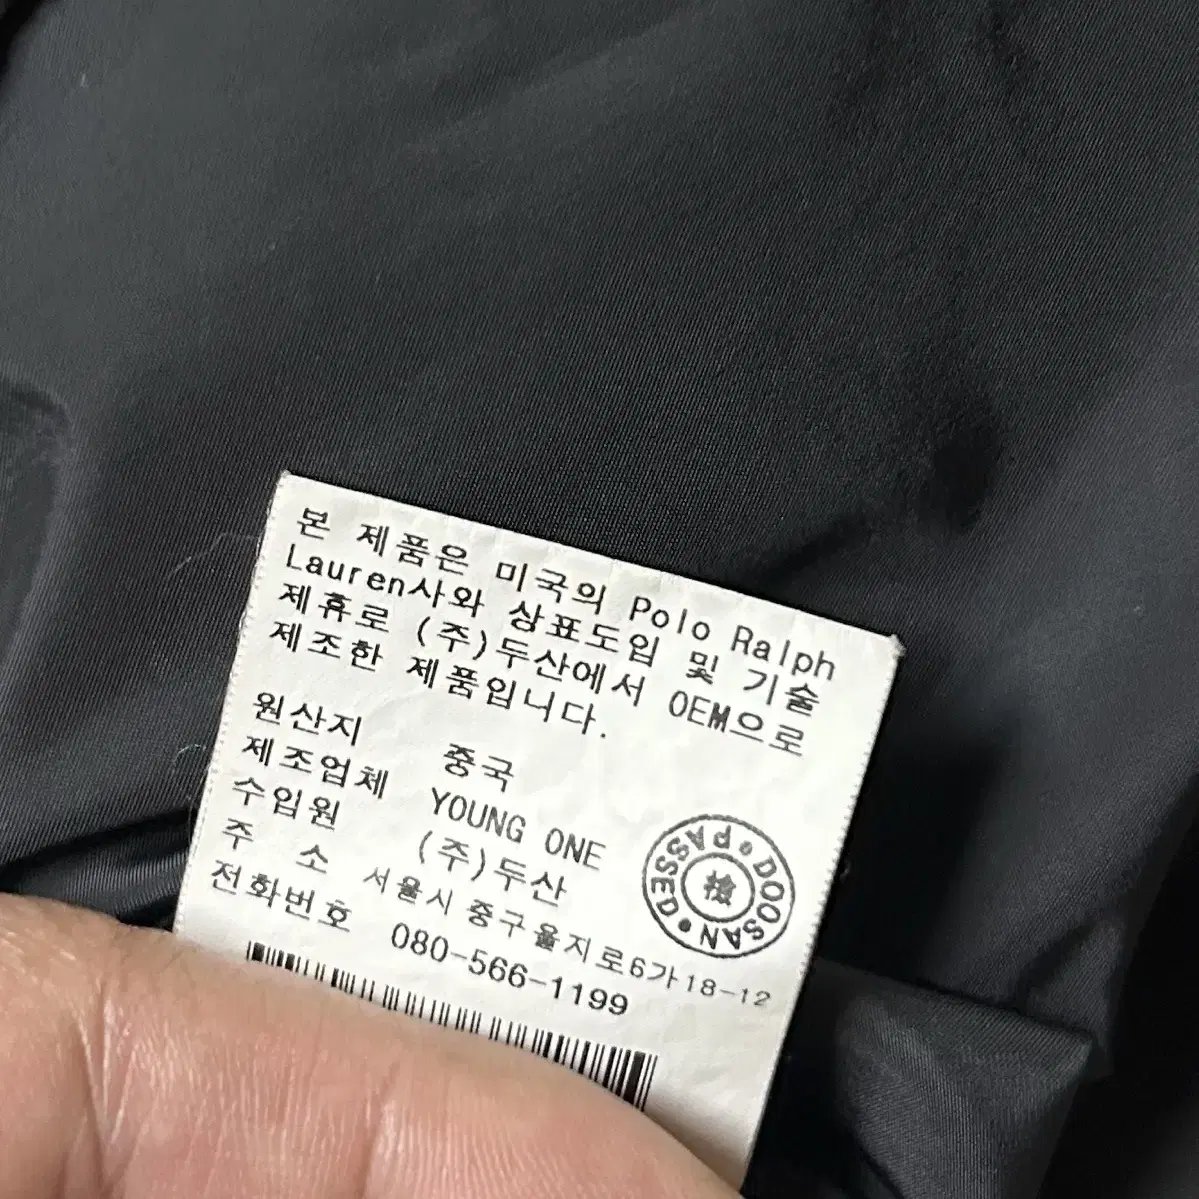 본 제품은 미국의 Polo Ralph
Lauren사와 상표도입 및 기술
제휴로 (주)두산에서 OEM으로
제조한 제품입니다.
원산지 중국
제조업체 YOUNG ONE
수입원 (주)두산
주 소 서울시 중구을지로6가18-12
전화번호 080-566-1199
DOOSAN • PASSED • DOOSAN • PASSED
檢